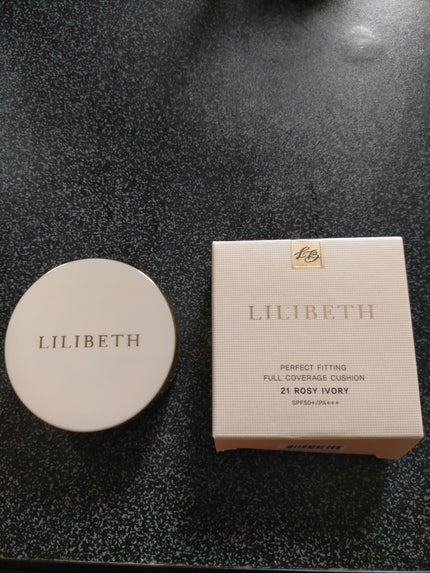 LILIBETH
LB
LILIBETH
PERFECT FITTING
FULL COVERAGE CUSHION
21 ROSY IVORY
SPF50+/PA+++